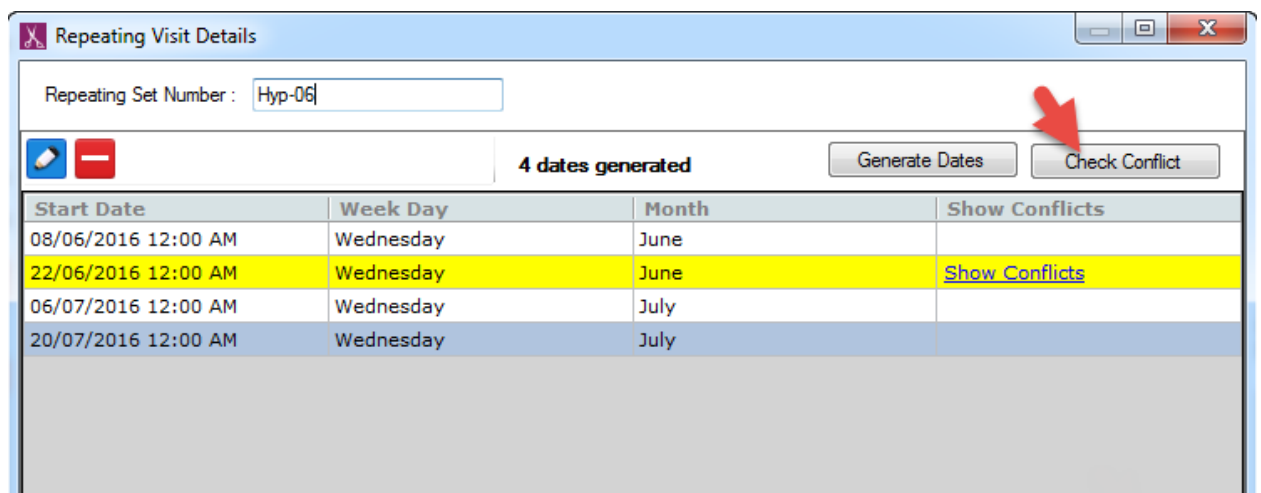 Repeating Visit Details
Repeating Set Number : Hyp-06
4 dates generated Generate Dates Check Conflict
Start Date Week Day Month Show Conflicts
08/06/2016 12:00 AM Wednesday June
22/06/2016 12:00 AM Wednesday June Show Conflicts
06/07/2016 12:00 AM Wednesday July
20/07/2016 12:00 AM Wednesday July